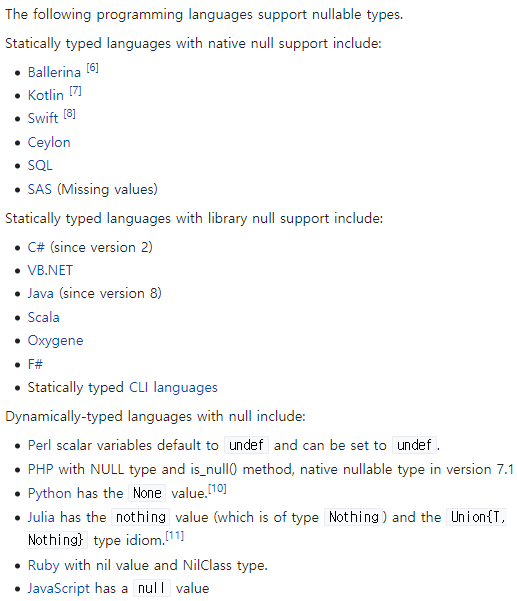 The following programming languages support nullable types.
Statically typed languages with native null support include:
• Ballerina [6]
• Kotlin [7]
• Swift [8]
• Ceylon
• SQL
• SAS (Missing values)
Statically typed languages with library null support include:
• C# (since version 2)
• VB.NET
• Java (since version 8)
• Scala
• Oxygene
• F#
• Statically typed CLI languages
Dynamically-typed languages with null include:
• Perl scalar variables default to undef and can be set to undef.
• PHP with NULL type and is_null() method, native nullable type in version 7.1
• Python has the None value.[10]
• Julia has the nothing value (which is of type Nothing) and the Union{T,
Nothing} type idiom.[11]
• Ruby with nil value and NilClass type.
• JavaScript has a null value